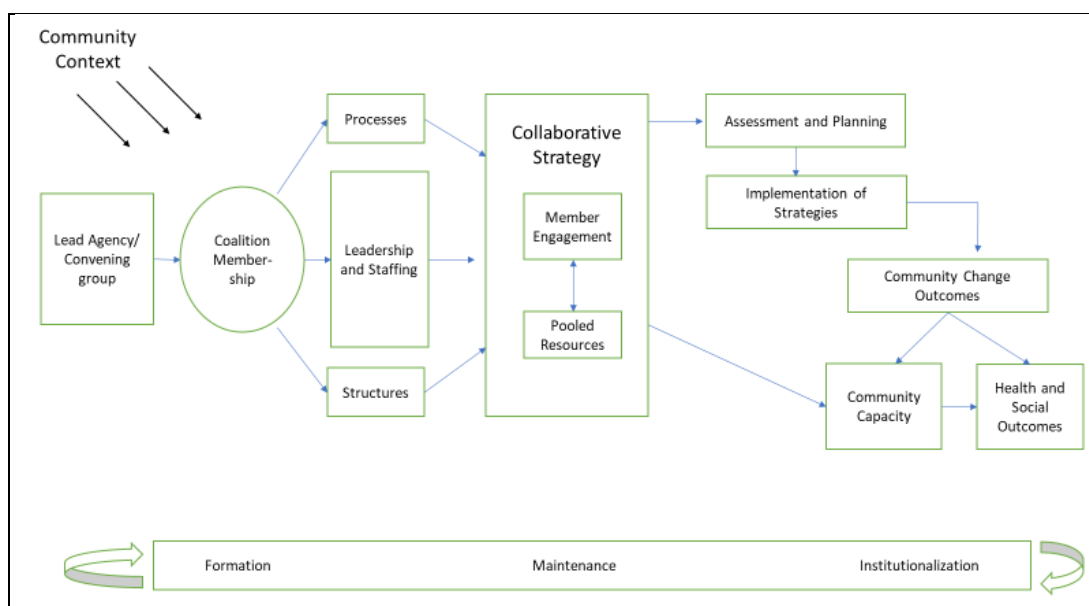 Community
Context
Processes
Lead Agency/
Convening
group
Coalition
Member-
ship
Leadership
and Staffing
Structures
Collaborative
Strategy
Member
Engagement
Pooled
Resources
Assessment and Planning
Implementation of
Strategies
Community Change
Outcomes
Community
Capacity
Health and
Social
Outcomes
Formation
Maintenance
Institutionalization